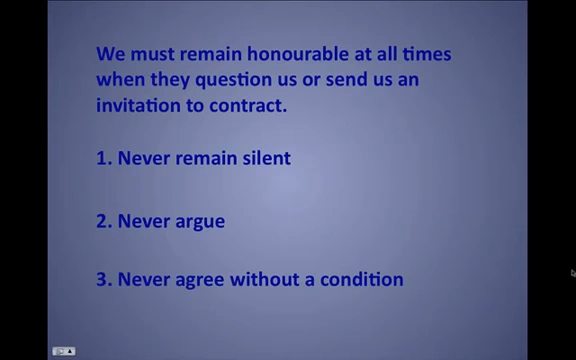 We must remain honourable at all times
when they question us or send us an
invitation to contract.
1. Never remain silent
2. Never argue
3. Never agree without a condition